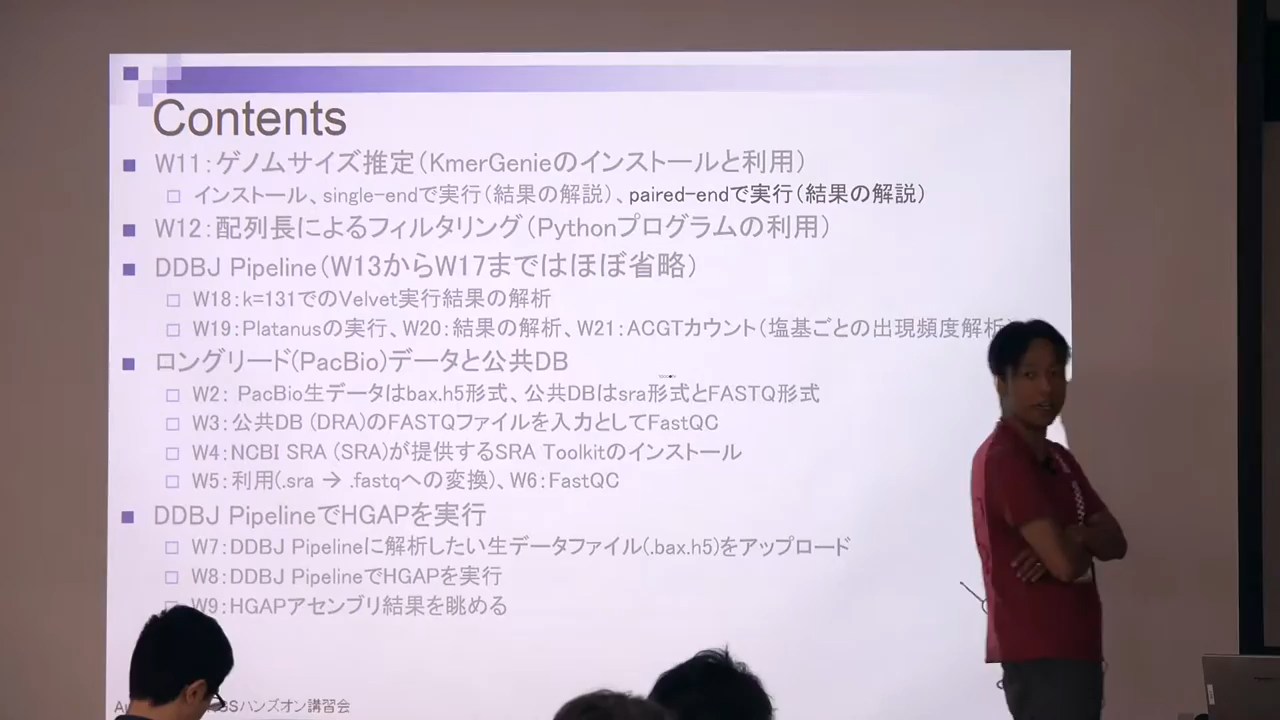 Contents
W11：ゲノムサイズ推定（KmerGenieのインストールと利用）
インストール、single-endで実行（結果の解説）、paired-endで実行（結果の解説）
W12：配列長によるフィルタリング（Pythonプログラムの利用）
DDBJ Pipeline（W13からW17まではほぼ省略）
W18：k=131でのVelvet実行結果の解析
W19：Platanusの実行、W20：結果の解析、W21：ACGTカウント（塩基ごとの出現頻度解析）
ロングリード(PacBio)データと公共DB
W2： PacBio生データはbax.h5形式、公共DBはsra形式とFASTQ形式
W3：公共DB (DRA)のFASTQファイルを入力としてFastQC
W4：NCBI SRA (SRA)が提供するSRA Toolkitのインストール
W5：利用(.sra → .fastqへの変換)、W6：FastQC
DDBJ PipelineでHGAPを実行
W7：DDBJ Pipelineに解析したい生データファイル(.bax.h5)をアップロード
W8：DDBJ PipelineでHGAPを実行
W9：HGAPアセンブリ結果を眺める
ハンズオン講習会